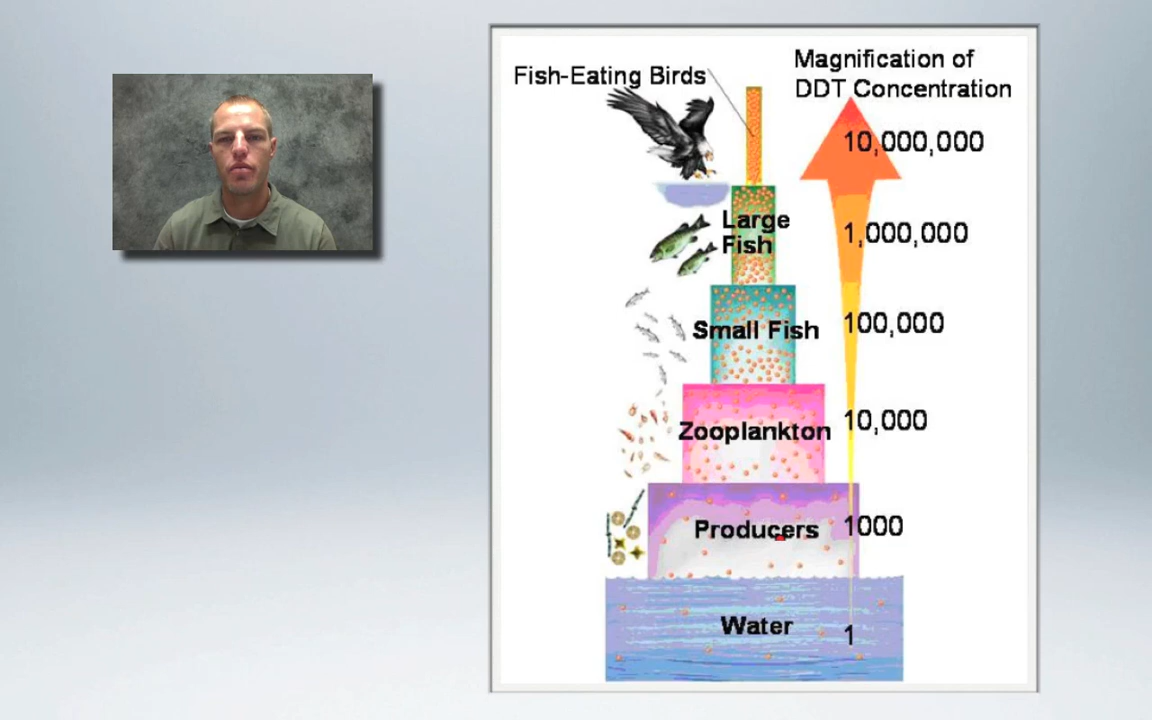 Fish-Eating Birds
Magnification of
DDT Concentration
10,000,000
Large
Fish
1,000,000
Small Fish
100,000
Zooplankton
10,000
Producers
1000
Water
1